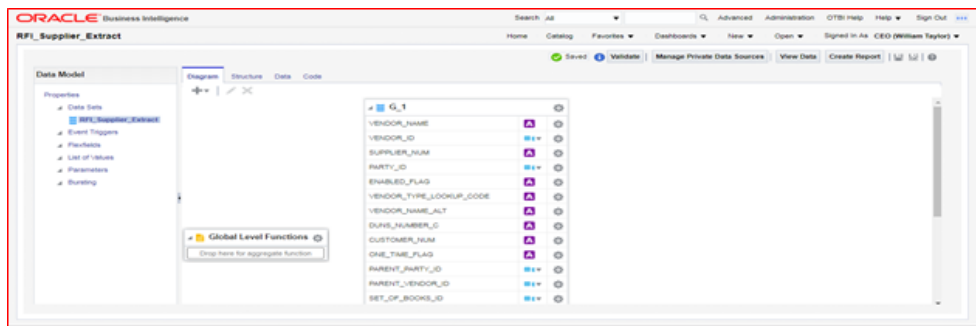 ORACLE Business Intelligence
Search All Advanced Administration OTBI Help Help Sign Out
RFI_Supplier_Extract
Home Catalog Favorites Dashboards New Open Signed In As CEO (William Taylor)
Saved Validate Manage Private Data Sources View Data Create Report
Data Model
Diagram Structure Data Code
Properties
Data Sets
RFI_Supplier_Extract
Event Triggers
Flexfields
List of Values
Parameters
Bursting
Global Level Functions
Drop here for aggregate function
G_1
VENDOR_NAME
VENDOR_ID
SUPPLIER_NUM
PARTY_ID
ENABLED_FLAG
VENDOR_TYPE_LOOKUP_CODE
VENDOR_NAME_ALT
DUNS_NUMBER_C
CUSTOMER_NUM
ONE_TIME_FLAG
PARENT_PARTY_ID
PARENT_VENDOR_ID
SET_OF_BOOKS_ID